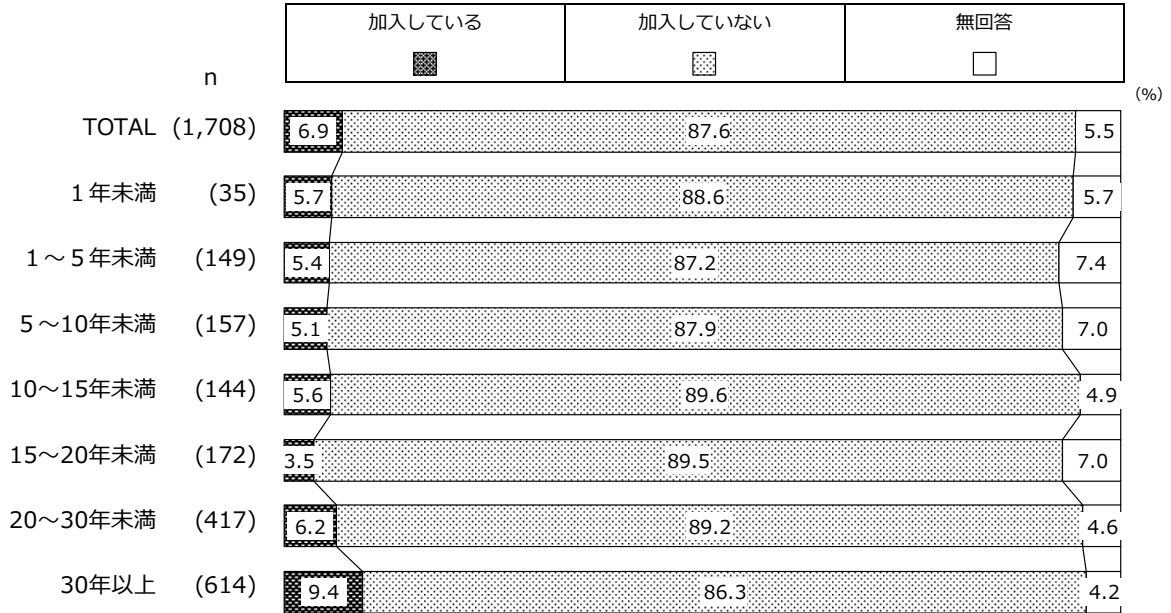 加入している 加入していない 無回答
n
(%)
TOTAL (1,708) 6.9 87.6 5.5
1年未満 (35) 5.7 88.6 5.7
1～5年未満 (149) 5.4 87.2 7.4
5～10年未満 (157) 5.1 87.9 7.0
10～15年未満 (144) 5.6 89.6 4.9
15～20年未満 (172) 3.5 89.5 7.0
20～30年未満 (417) 6.2 89.2 4.6
30年以上 (614) 9.4 86.3 4.2